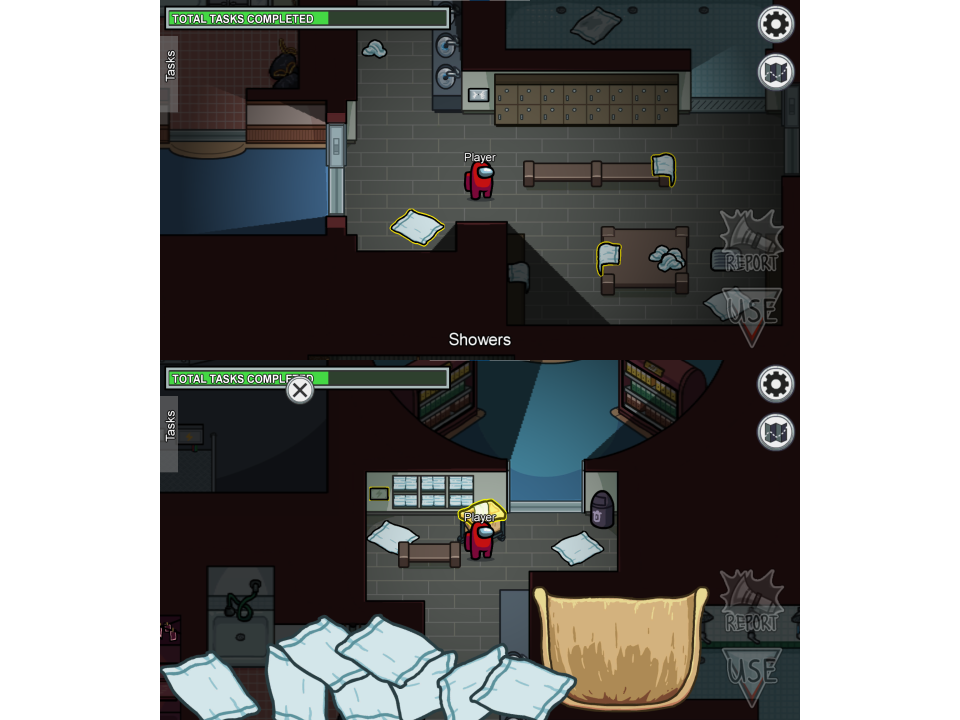 TOTAL TASKS COMPLETED
Tasks
Player
REPORT
USE
Showers
TOTAL TASKS COMPLETED
Tasks
Player
REPORT
USE